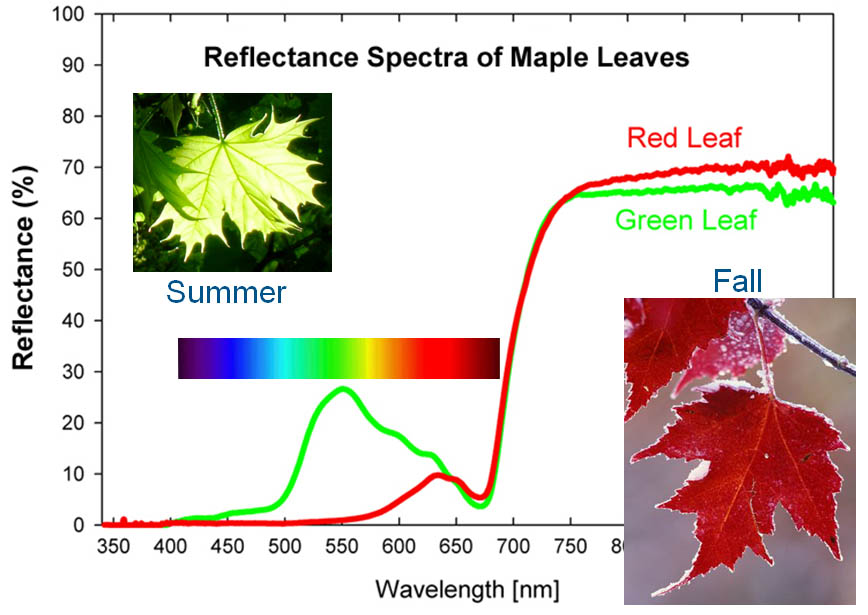 Reflectance Spectra of Maple Leaves
Reflectance (%)
100
90
80
70
60
50
40
30
20
10
0
Red Leaf
Green Leaf
Summer
Fall
350 400 450 500 550 600 650 700 750
Wavelength [nm]